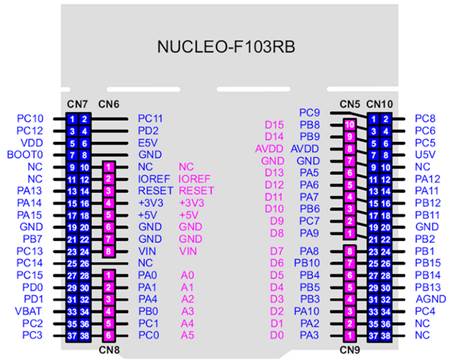 NUCLEO-F103RB
CN7 CN6 CN5 CN10
PC10 1 2 PC11 PC9 1 2 PC8
PC12 3 4 PD2 D15 PB8 10 3 4 PC6
VDD 5 6 E5V D14 PB9 9 5 6 PC5
BOOT0 7 8 GND AVDD AVDD 8 7 8 U5V
NC 9 10 1 NC NC GND GND 7 9 10 NC
NC 11 12 2 IOREF IOREF D13 PA5 6 11 12 PA12
PA13 13 14 3 RESET RESET D12 PA6 5 13 14 PA11
PA14 15 16 4 +3V3 +3V3 D11 PA7 4 15 16 PB12
PA15 17 18 5 +5V +5V D10 PB6 3 17 18 PB11
GND 19 20 6 GND GND D9 PC7 2 19 20 GND
PB7 21 22 7 GND GND D8 PA9 1 21 22 PB2
PC13 23 24 8 VIN VIN D7 PA8 8 23 24 PB1
PC14 25 26 NC D6 PB10 7 25 26 PB15
PC15 27 28 1 PA0 A0 D5 PB4 6 27 28 PB14
PD0 29 30 2 PA1 A1 D4 PB5 5 29 30 PB13
PD1 31 32 3 PA4 A2 D3 PB3 4 31 32 AGND
VBAT 33 34 4 PB0 A3 D2 PA10 3 33 34 PC4
PC2 35 36 5 PC1 A4 D1 PA2 2 35 36 NC
PC3 37 38 6 PC0 A5 D0 PA3 1 37 38 NC
CN8 CN9